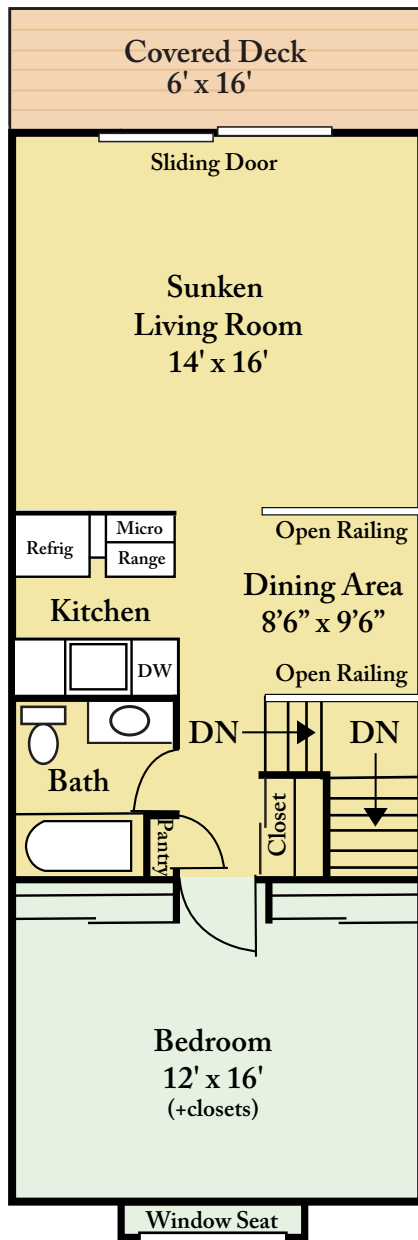 Covered Deck
6' x 16'
Sliding Door
Sunken
Living Room
14' x 16'
Open Railing
Micro
Refrig
Range
Dining Area
8’6” x 9’6”
Kitchen
DW
Open Railing
DN
DN
Bath
Pantry
Closet
Bedroom
12' x 16'
(+closets)
Window Seat